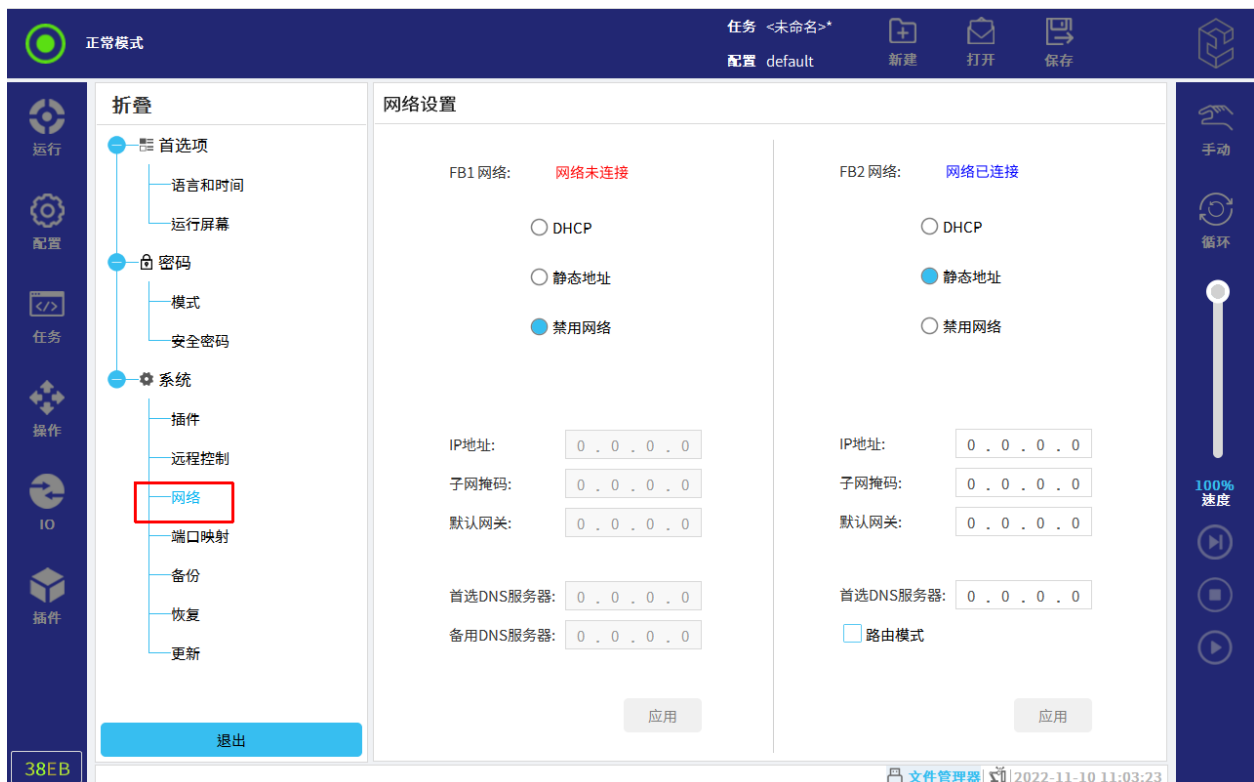 正常模式
任务 <未命名>*
配置 default
新建
打开
保存
运行
配置
任务
操作
IO
插件
38EB
折叠
首选项
语言和时间
运行屏幕
密码
模式
安全密码
系统
插件
远程控制
网络
端口映射
备份
恢复
更新
退出
网络设置
FB1网络: 网络未连接
DHCP
静态地址
禁用网络
IP地址: 0 . 0 . 0 . 0
子网掩码: 0 . 0 . 0 . 0
默认网关: 0 . 0 . 0 . 0
首选DNS服务器: 0 . 0 . 0 . 0
备用DNS服务器: 0 . 0 . 0 . 0
应用
FB2网络: 网络已连接
DHCP
静态地址
禁用网络
IP地址: 0 . 0 . 0 . 0
子网掩码: 0 . 0 . 0 . 0
默认网关: 0 . 0 . 0 . 0
首选DNS服务器: 0 . 0 . 0 . 0
路由模式
应用
手动
循环
100%
速度
文件管理器 2022-11-10 11:03:23